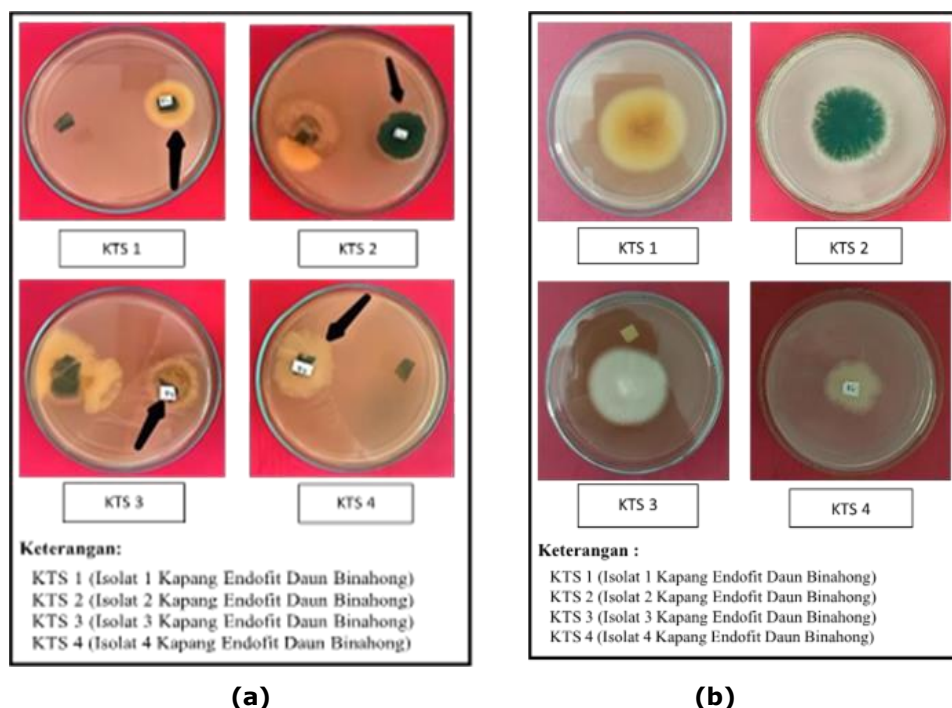 KTS 1
KTS 2
KTS 3
KTS 4
Keterangan:
KTS 1 (Isolat 1 Kapang Endofit Daun Binahong)
KTS 2 (Isolat 2 Kapang Endofit Daun Binahong)
KTS 3 (Isolat 3 Kapang Endofit Daun Binahong)
KTS 4 (Isolat 4 Kapang Endofit Daun Binahong)
(a)
KTS 1
KTS 2
KTS 3
KTS 4
Keterangan :
KTS 1 (Isolat 1 Kapang Endofit Daun Binahong)
KTS 2 (Isolat 2 Kapang Endofit Daun Binahong)
KTS 3 (Isolat 3 Kapang Endofit Daun Binahong)
KTS 4 (Isolat 4 Kapang Endofit Daun Binahong)
(b)